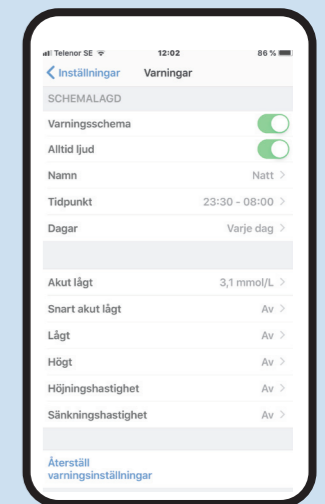 Telenor SE 12:02 86 %
Inställningar Varningar
SCHEMALAGD
Varningsschema
Alltid ljud
Namn Natt
Tidpunkt 23:30 - 08:00
Dagar Varje dag
Akut lågt 3,1 mmol/L
Snart akut lågt Av
Lågt Av
Högt Av
Höjningshastighet Av
Sänkningshastighet Av
Återställ
varningsinställningar